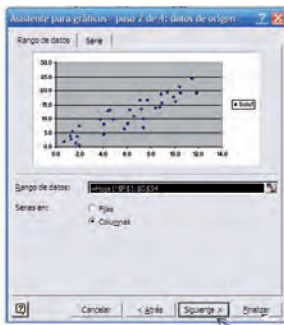 Asistente para gráficos - paso 2 de 4: datos de origen
Rango de datos Serie
30.0
25.0
20.0
15.0
10.0
5.0
0.0
0.0 2.0 4.0 6.0 8.0 10.0 12.0 14.0
Rango de datos:
Series en:
Filas
Columnas
Cancelar < Atrás Siguiente > Finalizar